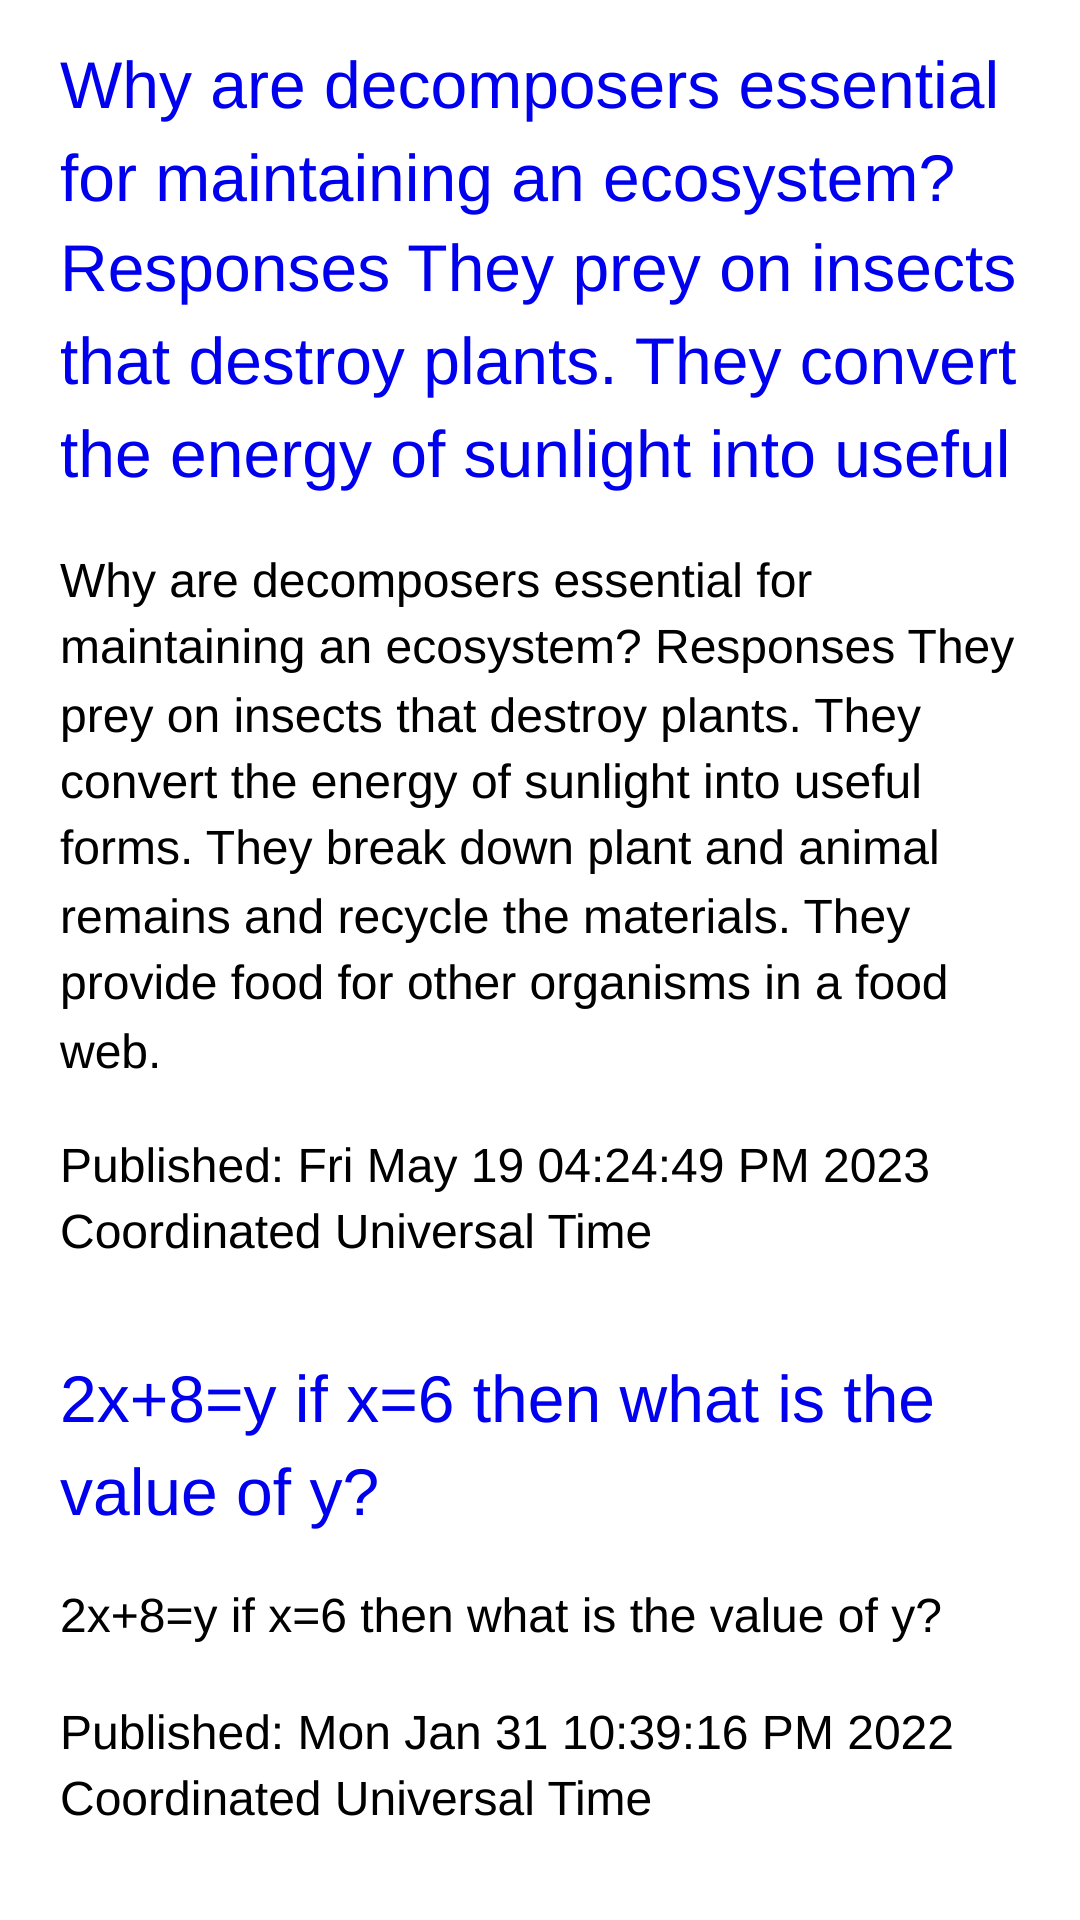 Why are decomposers essential
for maintaining an ecosystem?
Responses They prey on insects
that destroy plants. They convert
the energy of sunlight into useful
Why are decomposers essential for
maintaining an ecosystem? Responses They
prey on insects that destroy plants. They
convert the energy of sunlight into useful
forms. They break down plant and animal
remains and recycle the materials. They
provide food for other organisms in a food
web.
Published: Fri May 19 04:24:49 PM 2023
Coordinated Universal Time
2x+8=y if x=6 then what is the
value of y?
2x+8=y if x=6 then what is the value of y?
Published: Mon Jan 31 10:39:16 PM 2022
Coordinated Universal Time